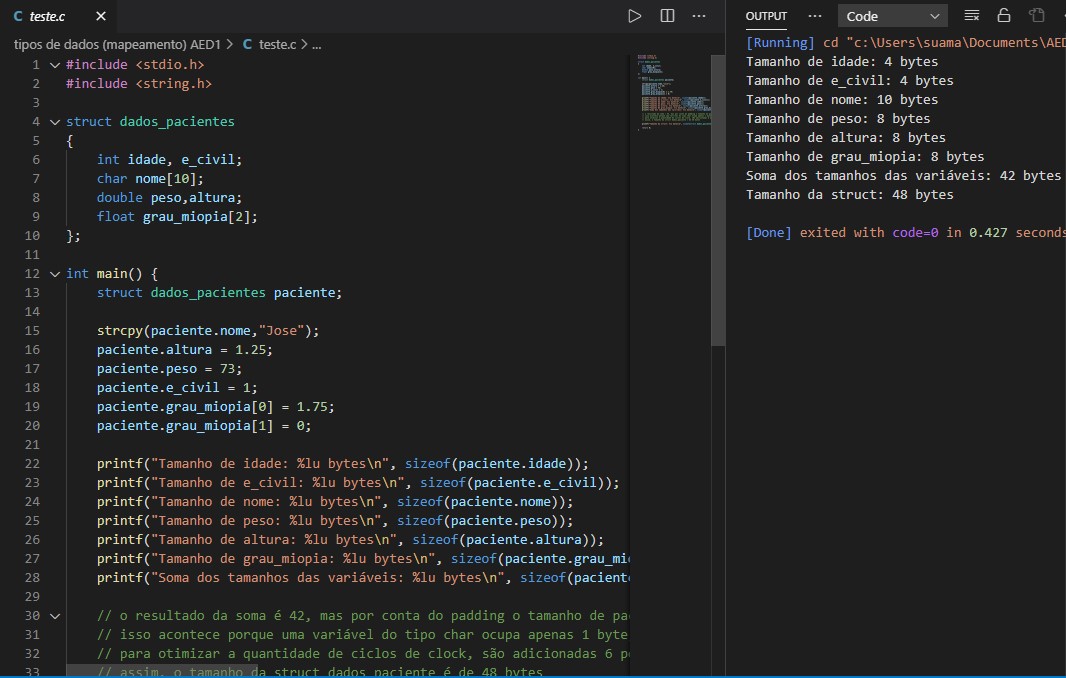 teste.c
tipos de dados (mapeamento) AED1 > C teste.c > ...
1 #include <stdio.h>
2 #include <string.h>
3
4 struct dados_pacientes
5 {
6 int idade, e_civil;
7 char nome[10];
8 double peso,altura;
9 float grau_miopia[2];
10 };
11
12 int main() {
13 struct dados_pacientes paciente;
14
15 strcpy(paciente.nome,"Jose");
16 paciente.altura = 1.25;
17 paciente.peso = 73;
18 paciente.e_civil = 1;
19 paciente.grau_miopia[0] = 1.75;
20 paciente.grau_miopia[1] = 0;
21
22 printf("Tamanho de idade: %lu bytes\n", sizeof(paciente.idade));
23 printf("Tamanho de e_civil: %lu bytes\n", sizeof(paciente.e_civil));
24 printf("Tamanho de nome: %lu bytes\n", sizeof(paciente.nome));
25 printf("Tamanho de peso: %lu bytes\n", sizeof(paciente.peso));
26 printf("Tamanho de altura: %lu bytes\n", sizeof(paciente.altura));
27 printf("Tamanho de grau_miopia: %lu bytes\n", sizeof(paciente.grau_mi
28 printf("Soma dos tamanhos das variáveis: %lu bytes\n", sizeof(pacient
29
30 // o resultado da soma é 42, mas por conta do padding o tamanho de pa
31 // isso acontece porque uma variável do tipo char ocupa apenas 1 byte
32 // para otimizar a quantidade de ciclos de clock, são adicionadas 6 p
33 // assim, o tamanho da struct dados_paciente é de 48 bytes
OUTPUT ... Code
[Running] cd "c:\Users\suama\Documents\AED
Tamanho de idade: 4 bytes
Tamanho de e_civil: 4 bytes
Tamanho de nome: 10 bytes
Tamanho de peso: 8 bytes
Tamanho de altura: 8 bytes
Tamanho de grau_miopia: 8 bytes
Soma dos tamanhos das variáveis: 42 bytes
Tamanho da struct: 48 bytes
[Done] exited with code=0 in 0.427 seconds